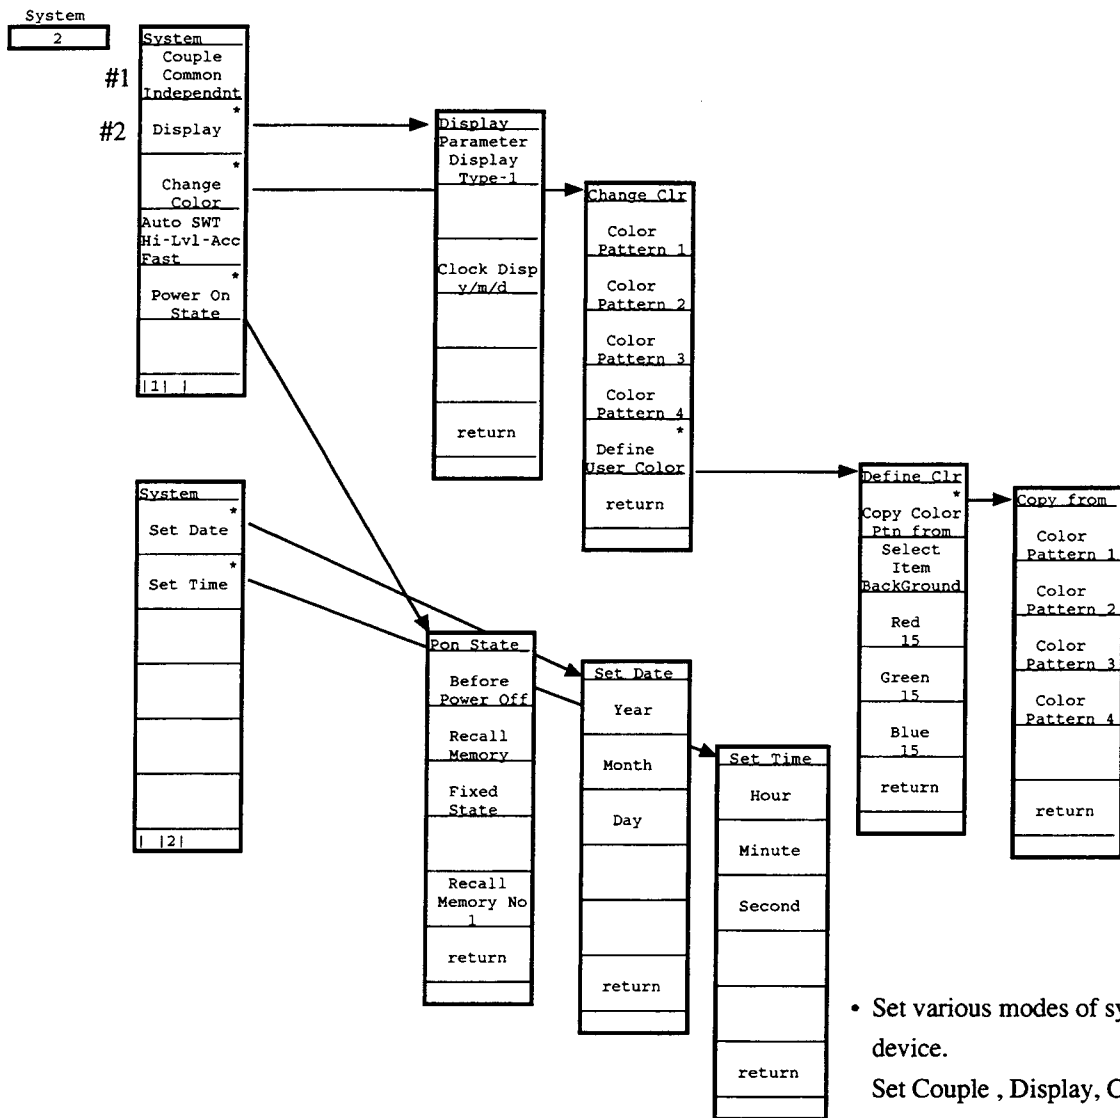 System
2
System
Couple
Common
Independnt
#1
*
Display
#2
*
Change
Color
Auto SWT
Hi-Lvl-Acc
Fast
*
Power On
State
|1| |
Display
Parameter
Display
Type-1
Clock Disp
y/m/d
return
Change Clr
Color
Pattern 1
Color
Pattern 2
Color
Pattern 3
Color
Pattern 4
*
Define
User Color
return
Define Clr
*
Copy Color
Ptn from
Select
Item
BackGround
Red
15
Green
15
Blue
15
return
Copy from
Color
Pattern 1
Color
Pattern 2
Color
Pattern 3
Color
Pattern 4
return
System
*
Set Date
*
Set Time
| |2|
Pon State
Before
Power Off
Recall
Memory
Fixed
State
Recall
Memory No
1
return
Set Date
Year
Month
Day
return
Set Time
Hour
Minute
Second
return
• Set various modes of sy
device.
Set Couple , Display, C